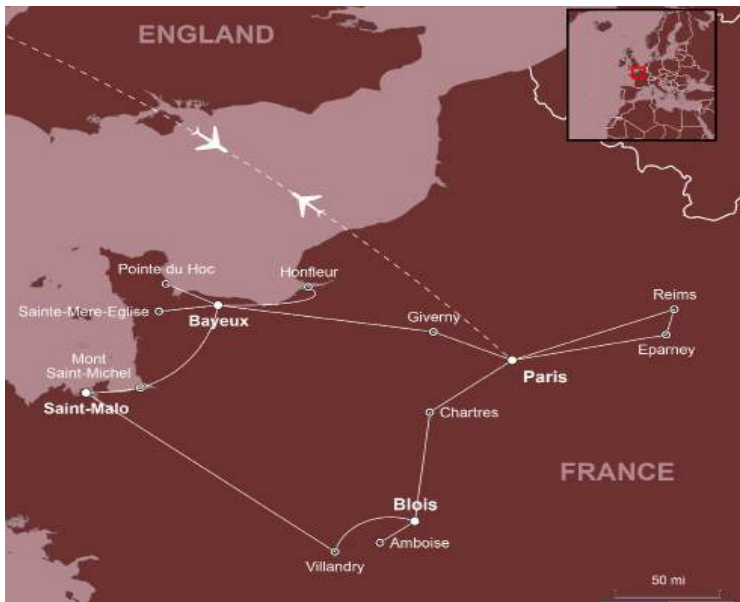 ENGLAND
Pointe du Hoc
Honfleur
Sainte-Mere-Eglise
Bayeux
Giverny
Reims
Eparney
Mont
Saint-Michel
Paris
Saint-Malo
Chartres
FRANCE
Blois
Amboise
Villandry
50 mi